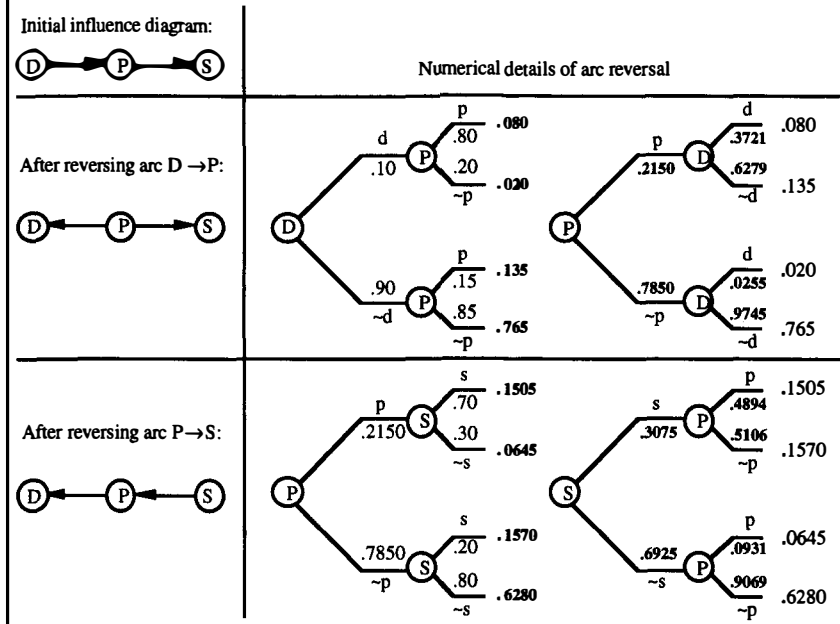 Initial influence diagram:
D P S
Numerical details of arc reversal
After reversing arc D →P:
D P S
D
d
.10
P
p
.80
.080
.20
~p
.020
.90
~d
P
p
.15
.135
.85
~p
.765
P
p
.2150
D
d
.3721
.080
.6279
~d
.135
.7850
~p
D
d
.0255
.020
.9745
~d
.765
After reversing arc P→S:
D P S
P
p
.2150
S
s
.70
.1505
.30
~s
.0645
.7850
~p
S
s
.20
.1570
.80
~s
.6280
S
s
.3075
P
p
.4894
.1505
.5106
~p
.1570
.6925
~s
P
p
.0931
.0645
.9069
~p
.6280